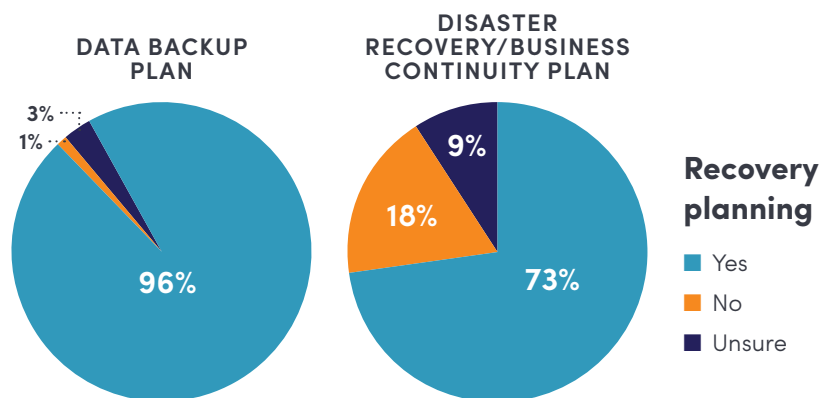 DATA BACKUP
PLAN
3%
1%
96%
DISASTER
RECOVERY/BUSINESS
CONTINUITY PLAN
9%
18%
73%
Recovery
planning
Yes
No
Unsure